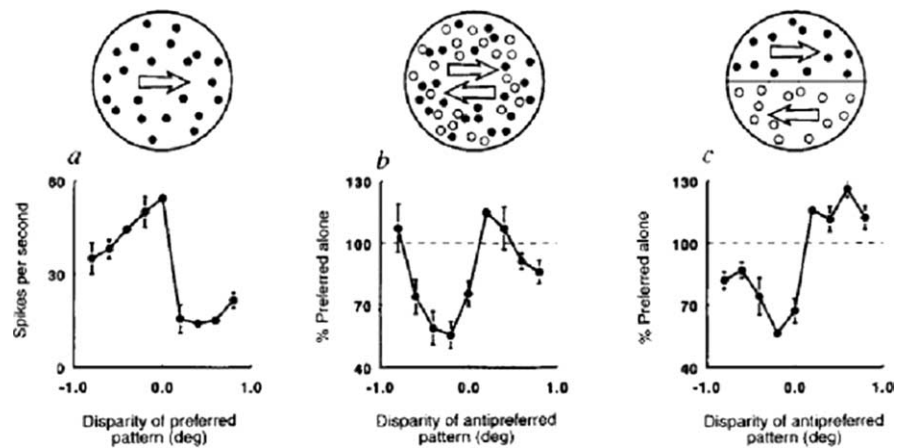 a
b
c
60
30
0
-1.0 0.0 1.0
Spikes per second
Disparity of preferred
pattern (deg)
130
100
70
40
-1.0 0.0 1.0
% Preferred alone
Disparity of antipreferred
pattern (deg)
130
100
70
40
-1.0 0.0 1.0
% Preferred alone
Disparity of antipreferred
pattern (deg)